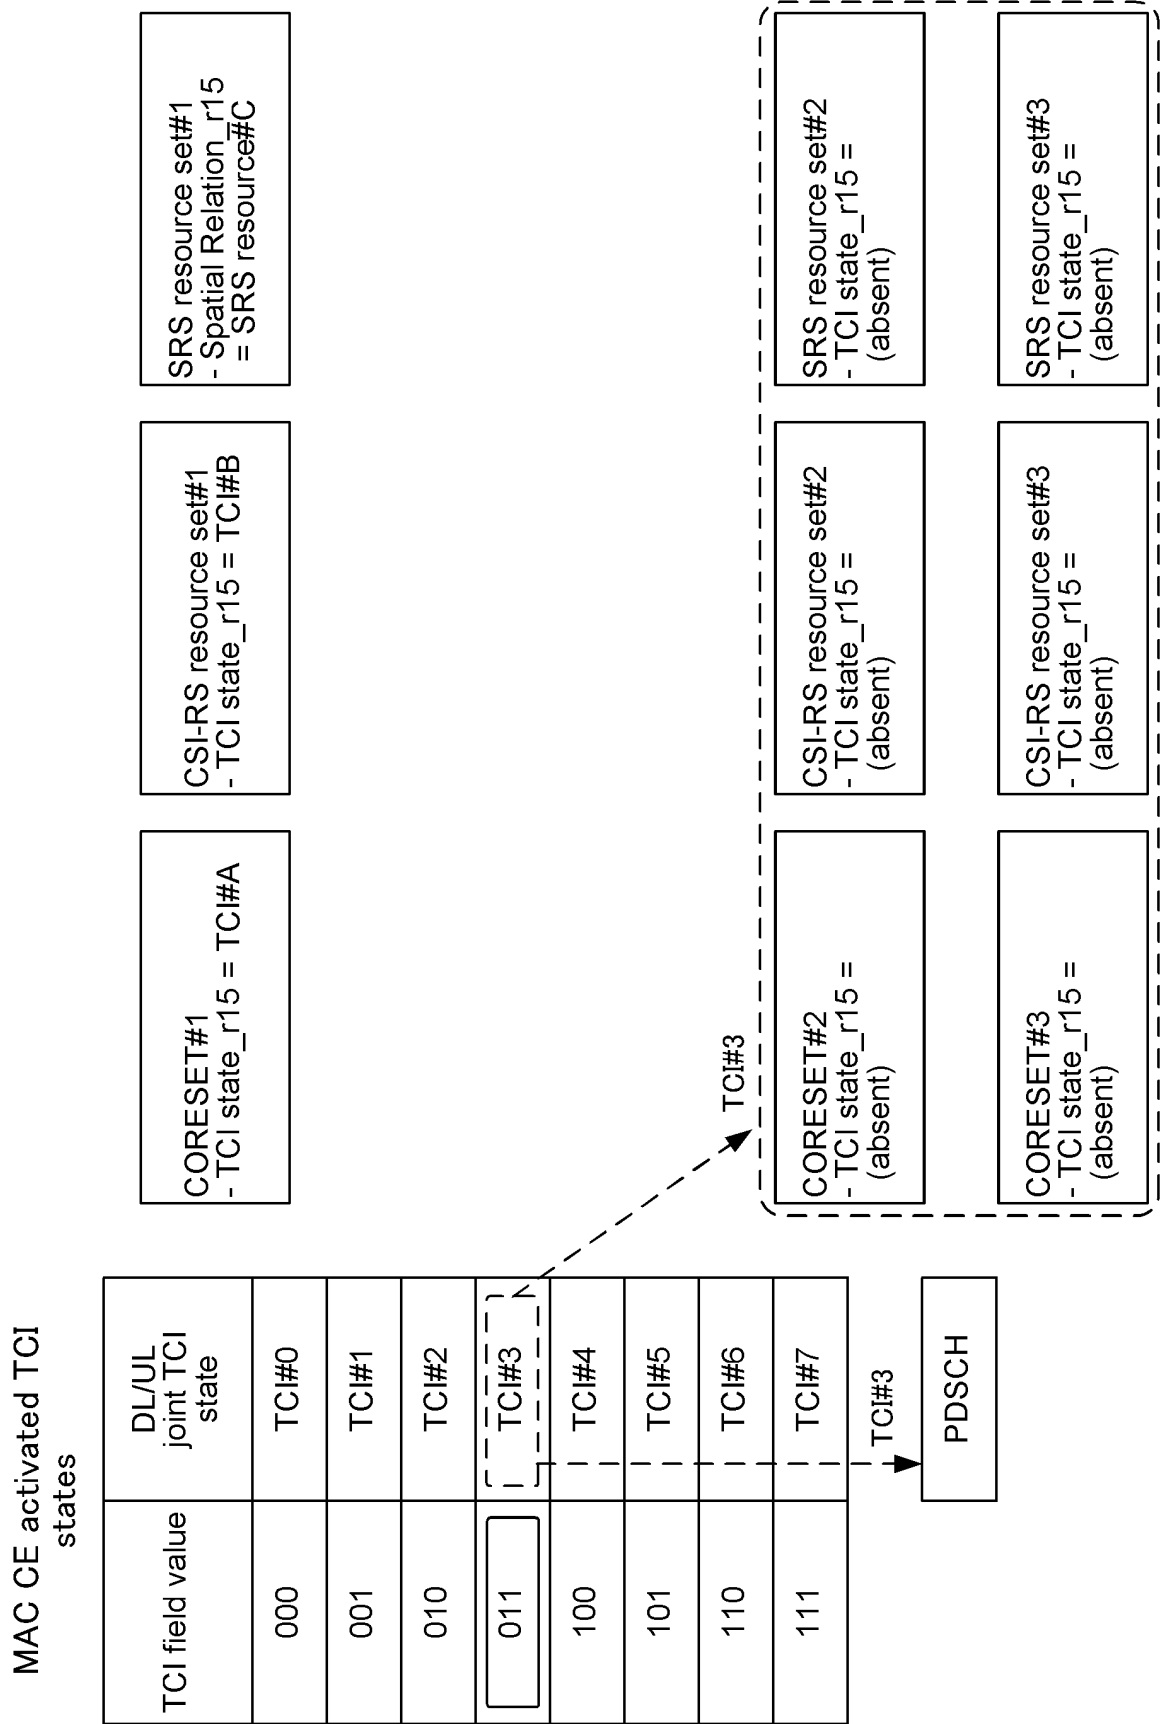 MAC CE activated TCI
states
TCI field value
DL/UL
joint TCI
state
000
TCI#0
001
TCI#1
010
TCI#2
011
TCI#3
100
TCI#4
101
TCI#5
110
TCI#6
111
TCI#7
TCI#3
PDSCH
TCI#3
CORESET#1
- TCI state_r15 = TCI#A
CSI-RS resource set#1
- TCI state_r15 = TCI#B
SRS resource set#1
- Spatial Relation_r15
= SRS resource#C
CORESET#2
- TCI state_r15 =
(absent)
CSI-RS resource set#2
- TCI state_r15 =
(absent)
SRS resource set#2
- TCI state_r15 =
(absent)
CORESET#3
- TCI state_r15 =
(absent)
CSI-RS resource set#3
- TCI state_r15 =
(absent)
SRS resource set#3
- TCI state_r15 =
(absent)